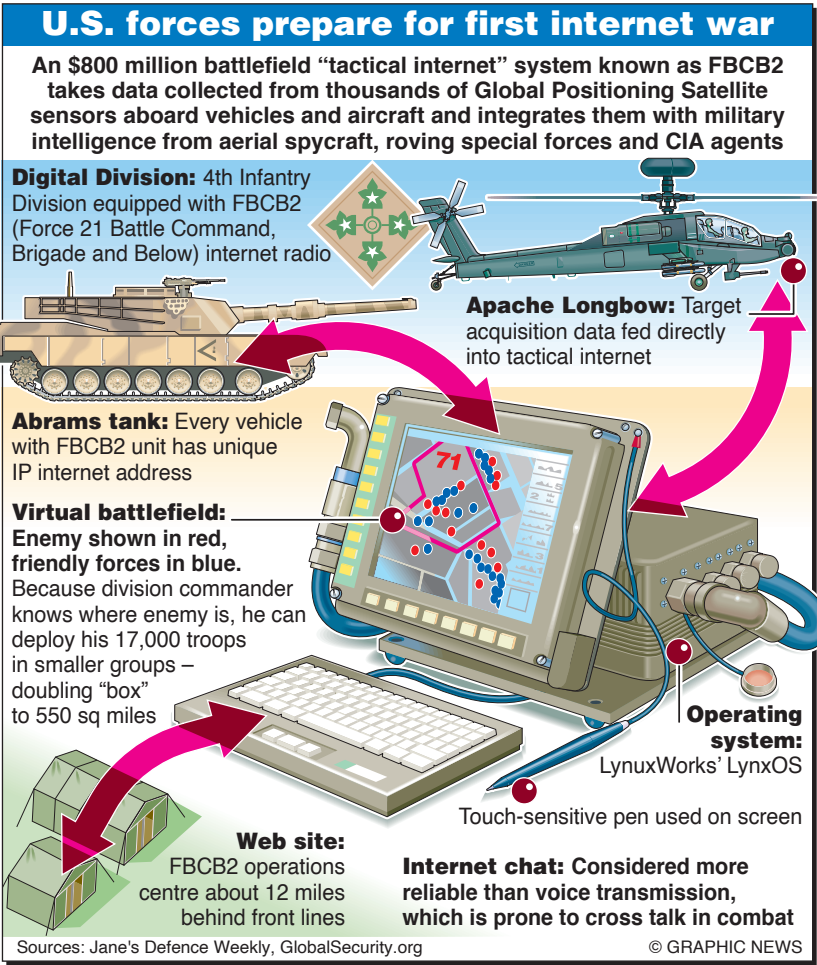 U.S. forces prepare for first internet war
An $800 million battlefield “tactical internet” system known as FBCB2
takes data collected from thousands of Global Positioning Satellite
sensors aboard vehicles and aircraft and integrates them with military
intelligence from aerial spycraft, roving special forces and CIA agents
Digital Division: 4th Infantry
Division equipped with FBCB2
(Force 21 Battle Command,
Brigade and Below) internet radio
Apache Longbow: Target
acquisition data fed directly
into tactical internet
Abrams tank: Every vehicle
with FBCB2 unit has unique
IP internet address
71
Virtual battlefield:
Enemy shown in red,
friendly forces in blue.
Because division commander
knows where enemy is, he can
deploy his 17,000 troops
in smaller groups –
doubling “box”
to 550 sq miles
Operating
system:
LynuxWorks’ LynxOS
Touch-sensitive pen used on screen
Web site:
FBCB2 operations
centre about 12 miles
behind front lines
Internet chat: Considered more
reliable than voice transmission,
which is prone to cross talk in combat
Sources: Jane's Defence Weekly, GlobalSecurity.org
© GRAPHIC NEWS